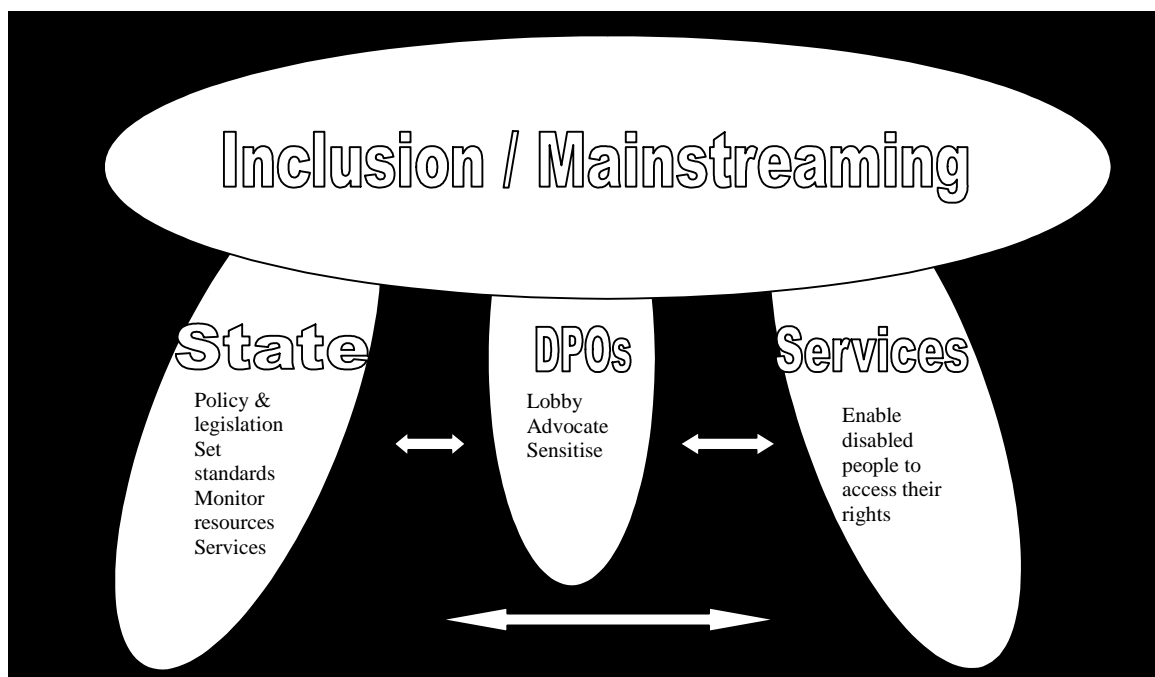 Inclusion / Mainstreaming
State
Policy &
legislation
Set
standards
Monitor
resources
Services
DPOs
Lobby
Advocate
Sensitise
Services
Enable
disabled
people to
access their
rights